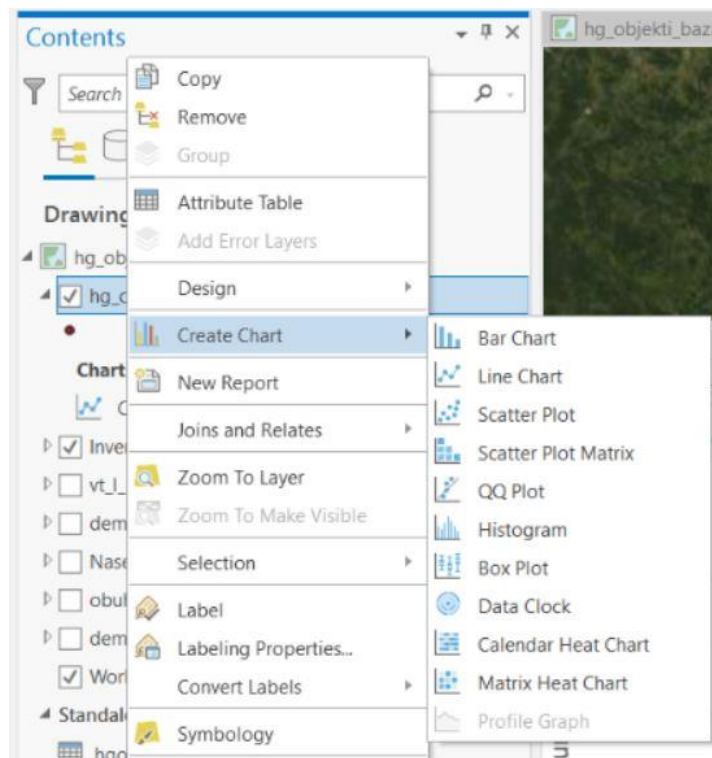 Contents
hg_objekti_baz
Search
Copy
Remove
Group
Attribute Table
Drawing
Add Error Layers
hg_ob
Design
hg_o
Create Chart
Bar Chart
Chart
New Report
Line Chart
Scatter Plot
Joins and Relates
Scatter Plot Matrix
Inver
Zoom To Layer
QQ Plot
vt_l_
Zoom To Make Visible
Histogram
dem
Nase
Selection
Box Plot
obul
Label
Data Clock
dem
Labeling Properties...
Calendar Heat Chart
Worl
Convert Labels
Matrix Heat Chart
Standal
Symbology
Profile Graph